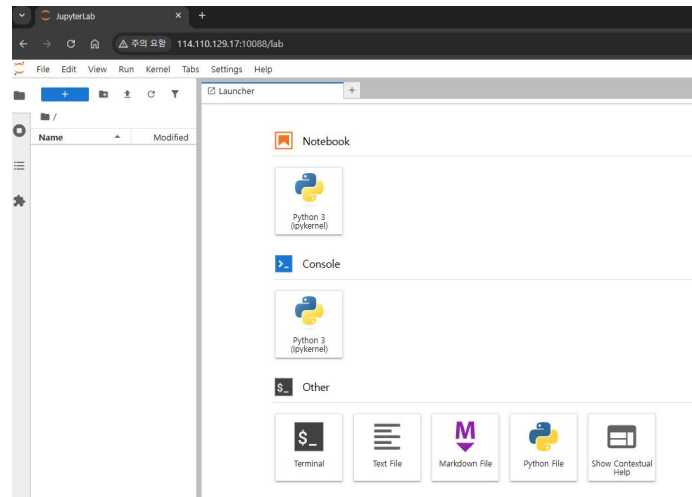 JupyterLab
주의 요함 114.110.129.17:10088/lab
File Edit View Run Kernel Tabs Settings Help
Launcher
/
Name Modified
Notebook
Python 3
(ipykernel)
Console
Python 3
(ipykernel)
$_ Other
$_
Terminal Text File Markdown File Python File Show Contextual
Help